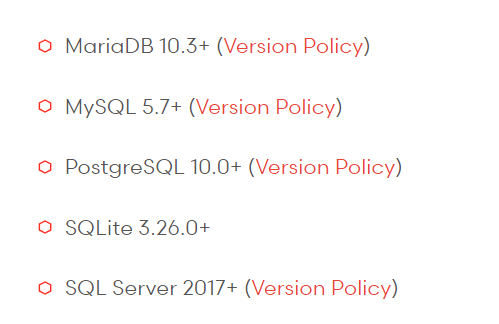 MariaDB 10.3+ (Version Policy)
MySQL 5.7+ (Version Policy)
PostgreSQL 10.0+ (Version Policy)
SQLite 3.26.0+
SQL Server 2017+ (Version Policy)